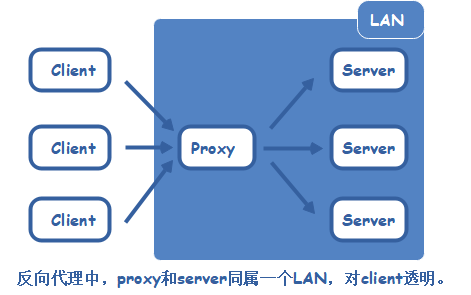 LAN
Client
Server
Client
Proxy
Server
Client
Server
反向代理中，proxy和server同属一个LAN，对client透明。